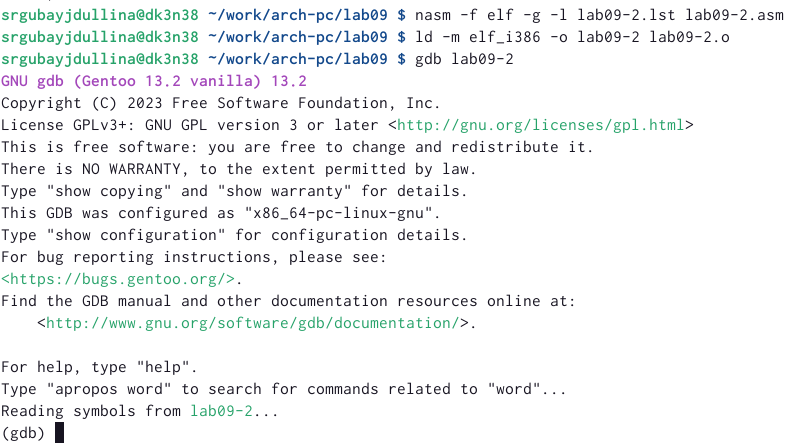 srgubayjdullina@dk3n38 ~/work/arch-pc/lab09 $ nasm -f elf -g -l lab09-2.lst lab09-2.asm
srgubayjdullina@dk3n38 ~/work/arch-pc/lab09 $ ld -m elf_i386 -o lab09-2 lab09-2.o
srgubayjdullina@dk3n38 ~/work/arch-pc/lab09 $ gdb lab09-2
GNU gdb (Gentoo 13.2 vanilla) 13.2
Copyright (C) 2023 Free Software Foundation, Inc.
License GPLv3+: GNU GPL version 3 or later <http://gnu.org/licenses/gpl.html>
This is free software: you are free to change and redistribute it.
There is NO WARRANTY, to the extent permitted by law.
Type "show copying" and "show warranty" for details.
This GDB was configured as "x86_64-pc-linux-gnu".
Type "show configuration" for configuration details.
For bug reporting instructions, please see:
<https://bugs.gentoo.org/>.
Find the GDB manual and other documentation resources online at:
    <http://www.gnu.org/software/gdb/documentation/>.

For help, type "help".
Type "apropos word" to search for commands related to "word"...
Reading symbols from lab09-2...
(gdb)